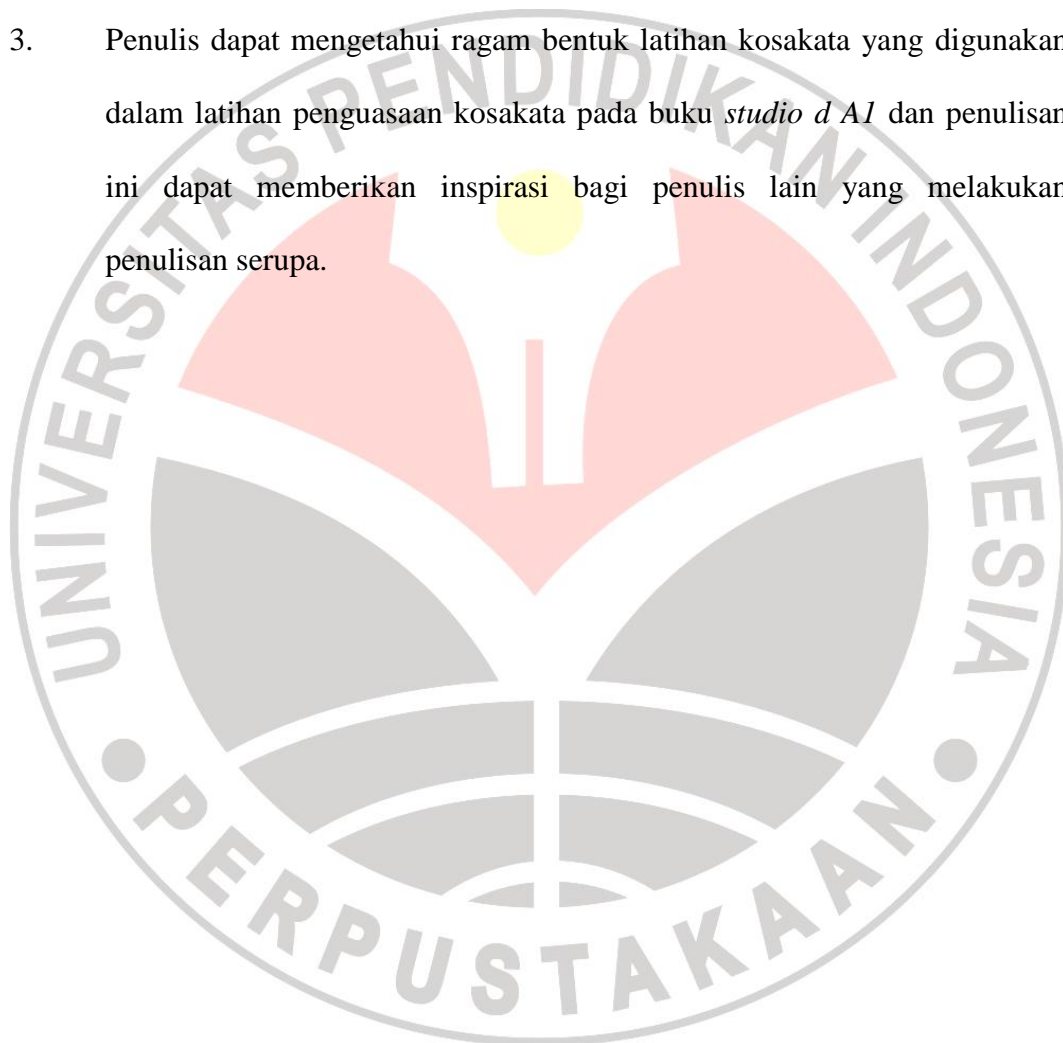 3. Penulis dapat mengetahui ragam bentuk latihan kosakata yang digunakan
dalam latihan penguasaan kosakata pada buku studio d A1 dan penulisan
ini dapat memberikan inspirasi bagi penulis lain yang melakukan
penulisan serupa.
UNIVERSITAS PENDIDIKAN INDONESIA
PERPUSTAKAAN